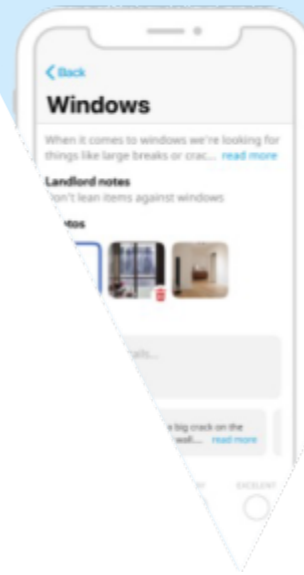 Back
Windows
When it comes to windows we're looking for
things like large breaks or crac... read more
Landlord notes
Don't lean items against windows
big crack on the
wall.... read more
EXCELLENT